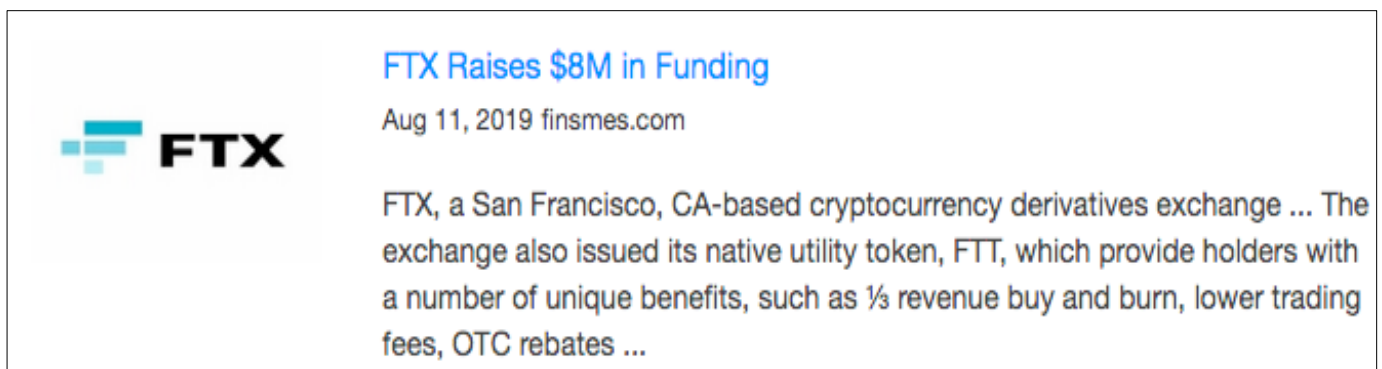 FTX Raises $8M in Funding
Aug 11, 2019 finsmes.com
FTX
FTX, a San Francisco, CA-based cryptocurrency derivatives exchange ... The
exchange also issued its native utility token, FTT, which provide holders with
a number of unique benefits, such as ⅓ revenue buy and burn, lower trading
fees, OTC rebates ...